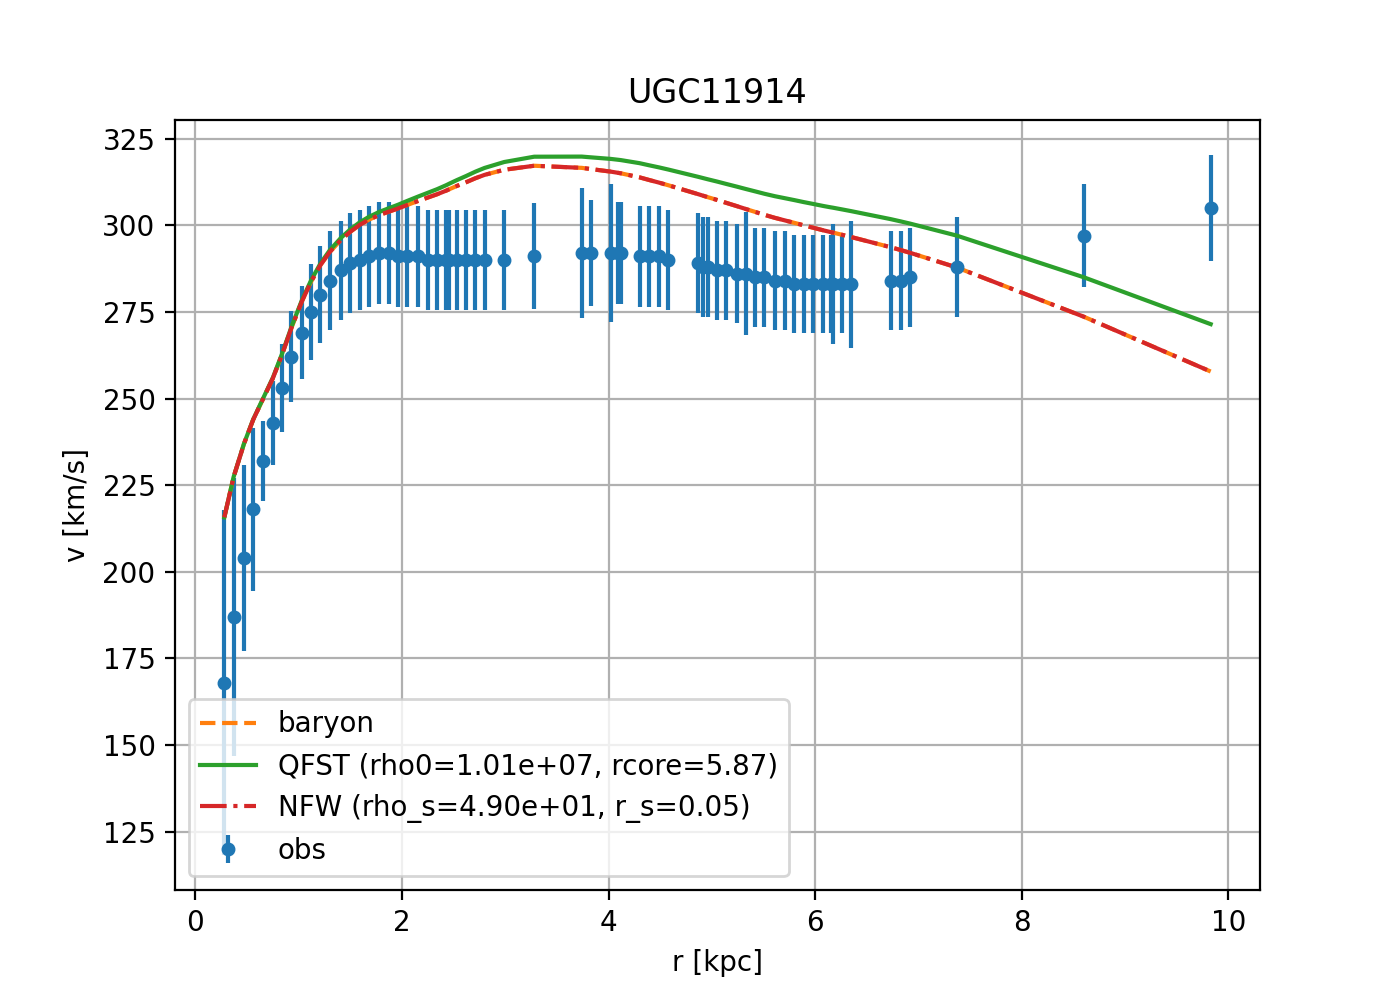 UGC11914
v [km/s]
325
300
275
250
225
200
175
150
125
baryon
QFST (rho0=1.01e+07, rcore=5.87)
NFW (rho_s=4.90e+01, r_s=0.05)
obs
0 2 4 6 8 10
r [kpc]